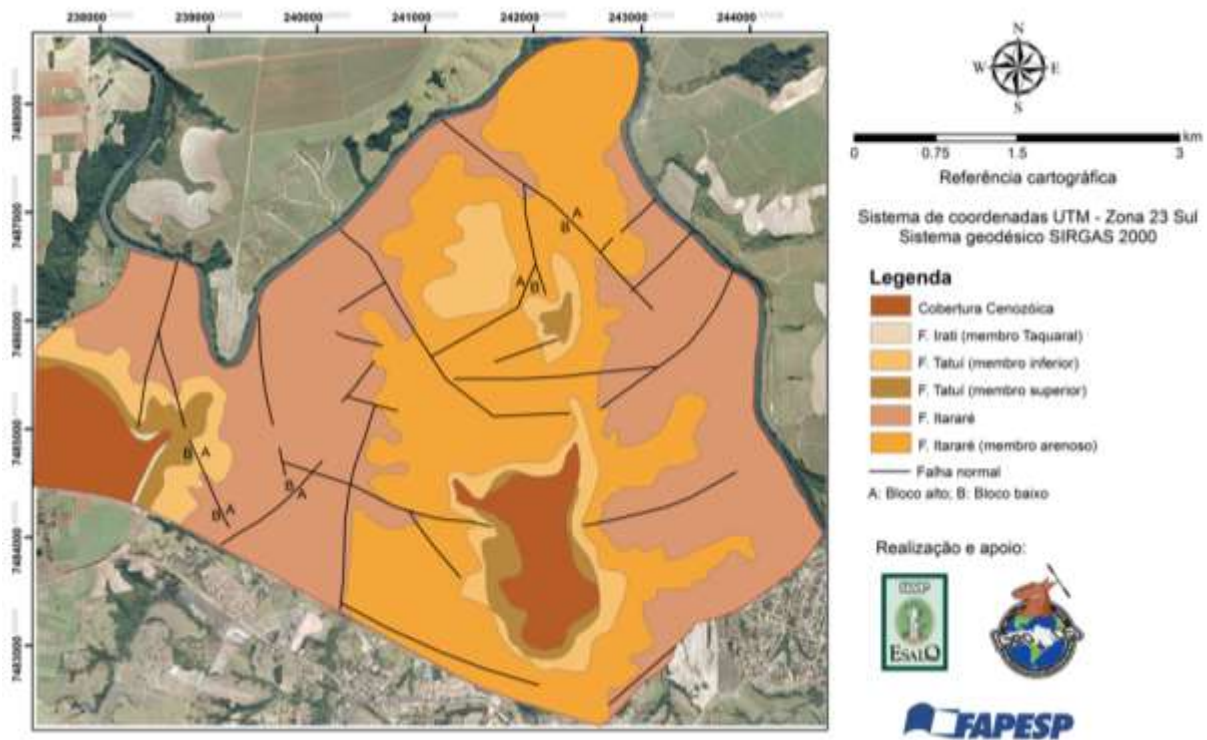 238000 239000 240000 241000 242000 243000 244000
7488000
7487000
7486000
7485000
7484000
7483000
A
B
A B
B A
B A
B
A
N
W E
S
km
0 0.75 1.5 3
Referência cartográfica
Sistema de coordenadas UTM - Zona 23 Sul
Sistema geodésico SIRGAS 2000
Legenda
Cobertura Cenozóica
F. Irati (membro Taquaral)
F. Tatuí (membro inferior)
F. Tatuí (membro superior)
F. Itararé
F. Itararé (membro arenoso)
Falha normal
A: Bloco alto; B: Bloco baixo
Realização e apoio:
ESALQ
FAPESP